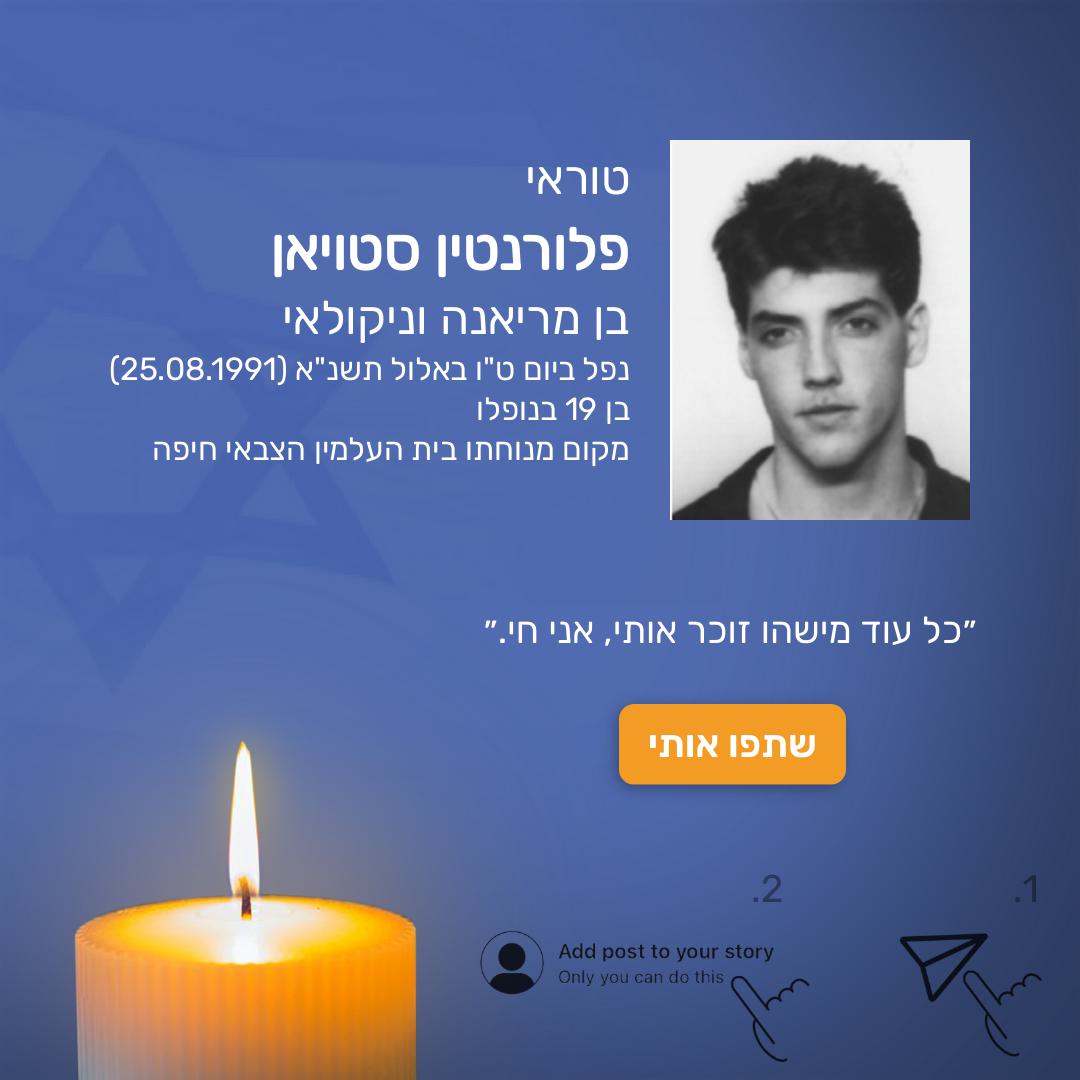 טוראי
פלורנטין סטויאן
בן מריאנה וניקולאי
נפל ביום ט"ו באלול תשנ"א (25.08.1991)
בן 19 בנופלו
מקום מנוחתו בית העלמין הצבאי חיפה
״כל עוד מישהו זוכר אותי, אני חי.״
שתפו אותי
1.
2.
Add post to your story
Only you can do this